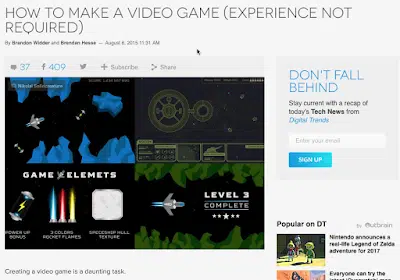 HOW TO MAKE A VIDEO GAME (EXPERIENCE NOT
REQUIRED)
By Brandon Widder and Brendan Hesse — August 6, 2015 11:31 AM
37 409 + Subscribe Share
GAME ELEMETS
POWER UP
BONUS
3 COLORS
ROCKET FLAMES
SPACESHIP HULL
TEXTURE
LEVEL 3
COMPLETE
Creating a video game is a daunting task.
DON'T FALL
BEHIND
Stay current with a recap of
today's Tech News from
Digital Trends
Enter your email
SIGN UP
Popular on DT
by Outbrain
Nintendo announces a
real-life Legend of Zelda
adventure for 2017
Everyone can try the